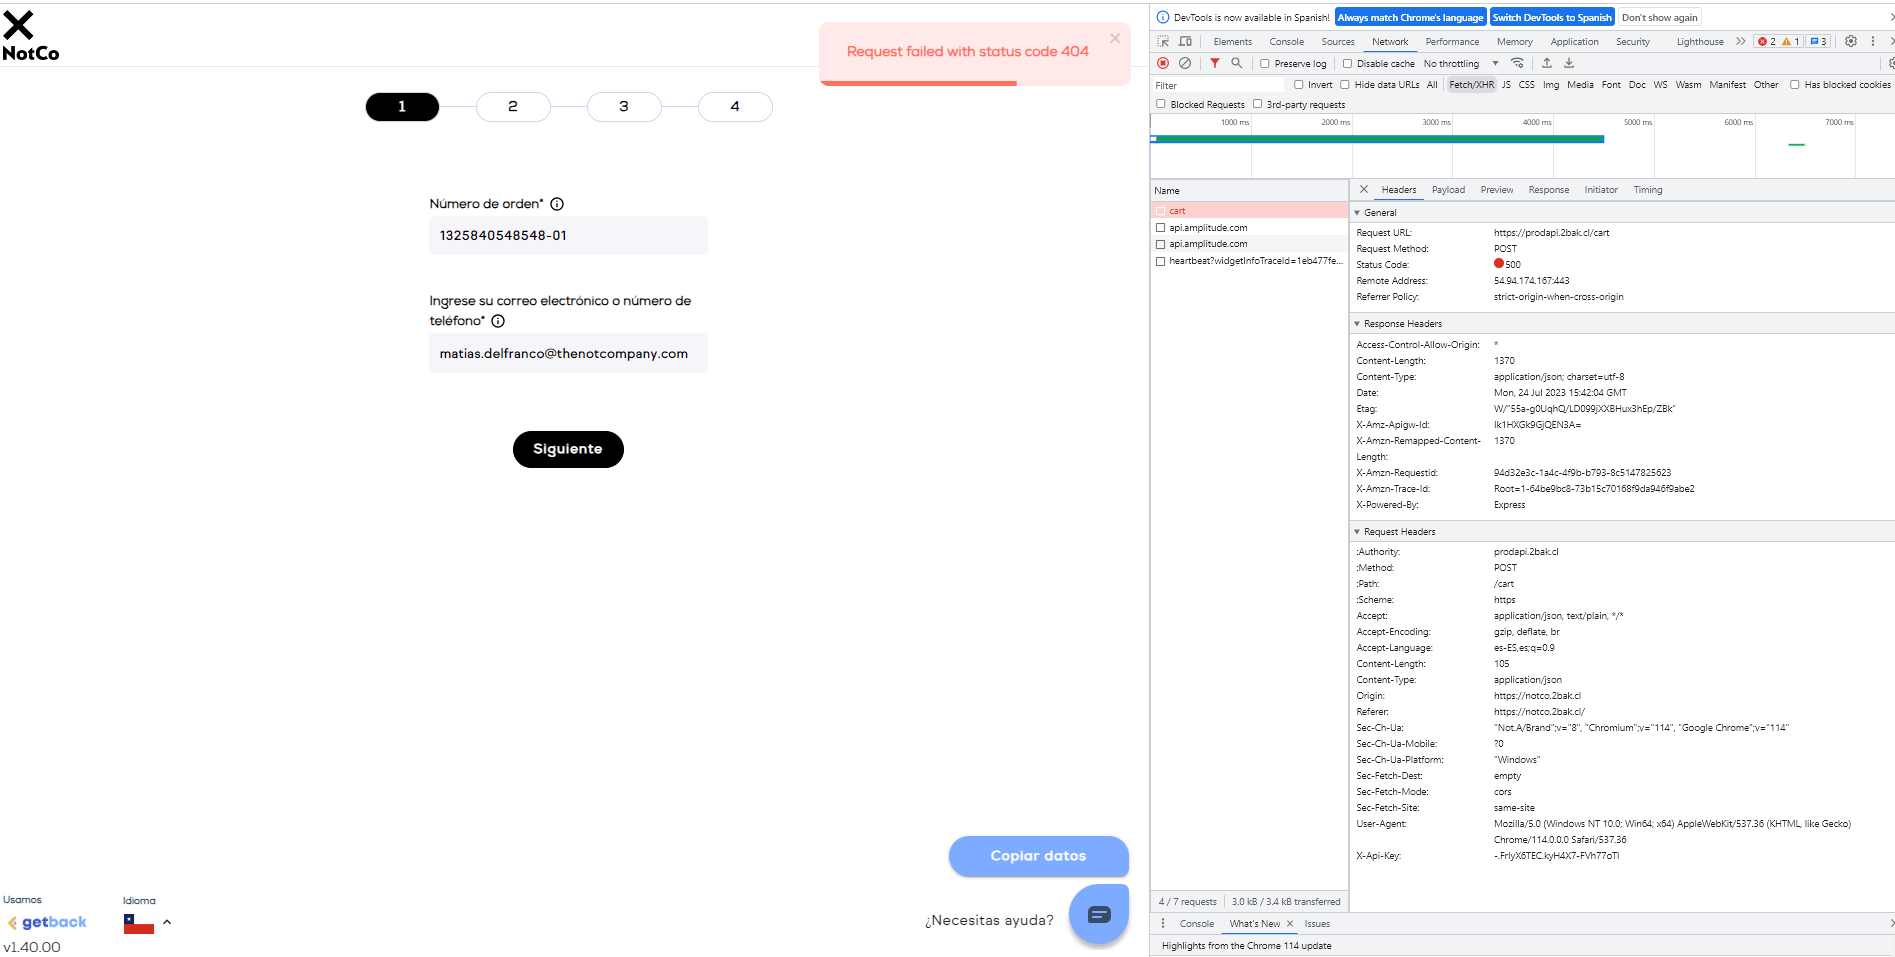 NotCo
Request failed with status code 404
1
2
3
4
Número de orden*
1325840548548-01
Ingrese su correo electrónico o número de
teléfono*
matias.delfranco@thenotcompany.com
Siguiente
Copiar datos
¿Necesitas ayuda?
Usamos
getback
v1.40.00
Idioma
DevTools is now available in Spanish! Always match Chrome's language Switch DevTools to Spanish Don't show again
Elements Console Sources Network Performance Memory Application Security Lighthouse 2 1 3
Preserve log Disable cache No throttling
Filter Invert Hide data URLs All Fetch/XHR JS CSS Img Media Font Doc WS Wasm Manifest Other Has blocked cookies
Blocked Requests 3rd-party requests
1000 ms 2000 ms 3000 ms 4000 ms 5000 ms 6000 ms 7000 ms
Name
cart
api.amplitude.com
api.amplitude.com
heartbeat?widgetInfoTraceId=1eb477fe...
Headers Payload Preview Response Initiator Timing
General
Request URL: https://prodapi.2bak.cl/cart
Request Method: POST
Status Code: 500
Remote Address: 54.94.174.167:443
Referrer Policy: strict-origin-when-cross-origin
Response Headers
Access-Control-Allow-Origin: *
Content-Length: 1370
Content-Type: application/json; charset=utf-8
Date: Mon, 24 Jul 2023 15:42:04 GMT
Etag: W/"55a-g0UqhQ/LD099jXXBHux3hEp/ZBk"
X-Amz-Apigw-Id: Ik1HXGk9GjQEN3A=
X-Amzn-Remapped-Content- 1370
Length:
X-Amzn-Requestid: 94d32e3c-1a4c-4f9b-b793-8c5147825623
X-Amzn-Trace-Id: Root=1-64be9bc8-73b15c70168f9da946f9abe2
X-Powered-By: Express
Request Headers
:Authority: prodapi.2bak.cl
:Method: POST
:Path: /cart
:Scheme: https
Accept: application/json, text/plain, */*
Accept-Encoding: gzip, deflate, br
Accept-Language: es-ES,es;q=0.9
Content-Length: 105
Content-Type: application/json
Origin: https://notco.2bak.cl
Referer: https://notco.2bak.cl/
Sec-Ch-Ua: "Not.A/Brand";v="8", "Chromium";v="114", "Google Chrome";v="114"
Sec-Ch-Ua-Mobile: ?0
Sec-Ch-Ua-Platform: "Windows"
Sec-Fetch-Dest: empty
Sec-Fetch-Mode: cors
Sec-Fetch-Site: same-site
User-Agent: Mozilla/5.0 (Windows NT 10.0; Win64; x64) AppleWebKit/537.36 (KHTML, like Gecko)
Chrome/114.0.0.0 Safari/537.36
X-Api-Key: -.FrIyX6TEC.kyH4X7-FVh77oTI
4 / 7 requests 3.0 kB / 3.4 kB transferred
Console What's New Issues
Highlights from the Chrome 114 update